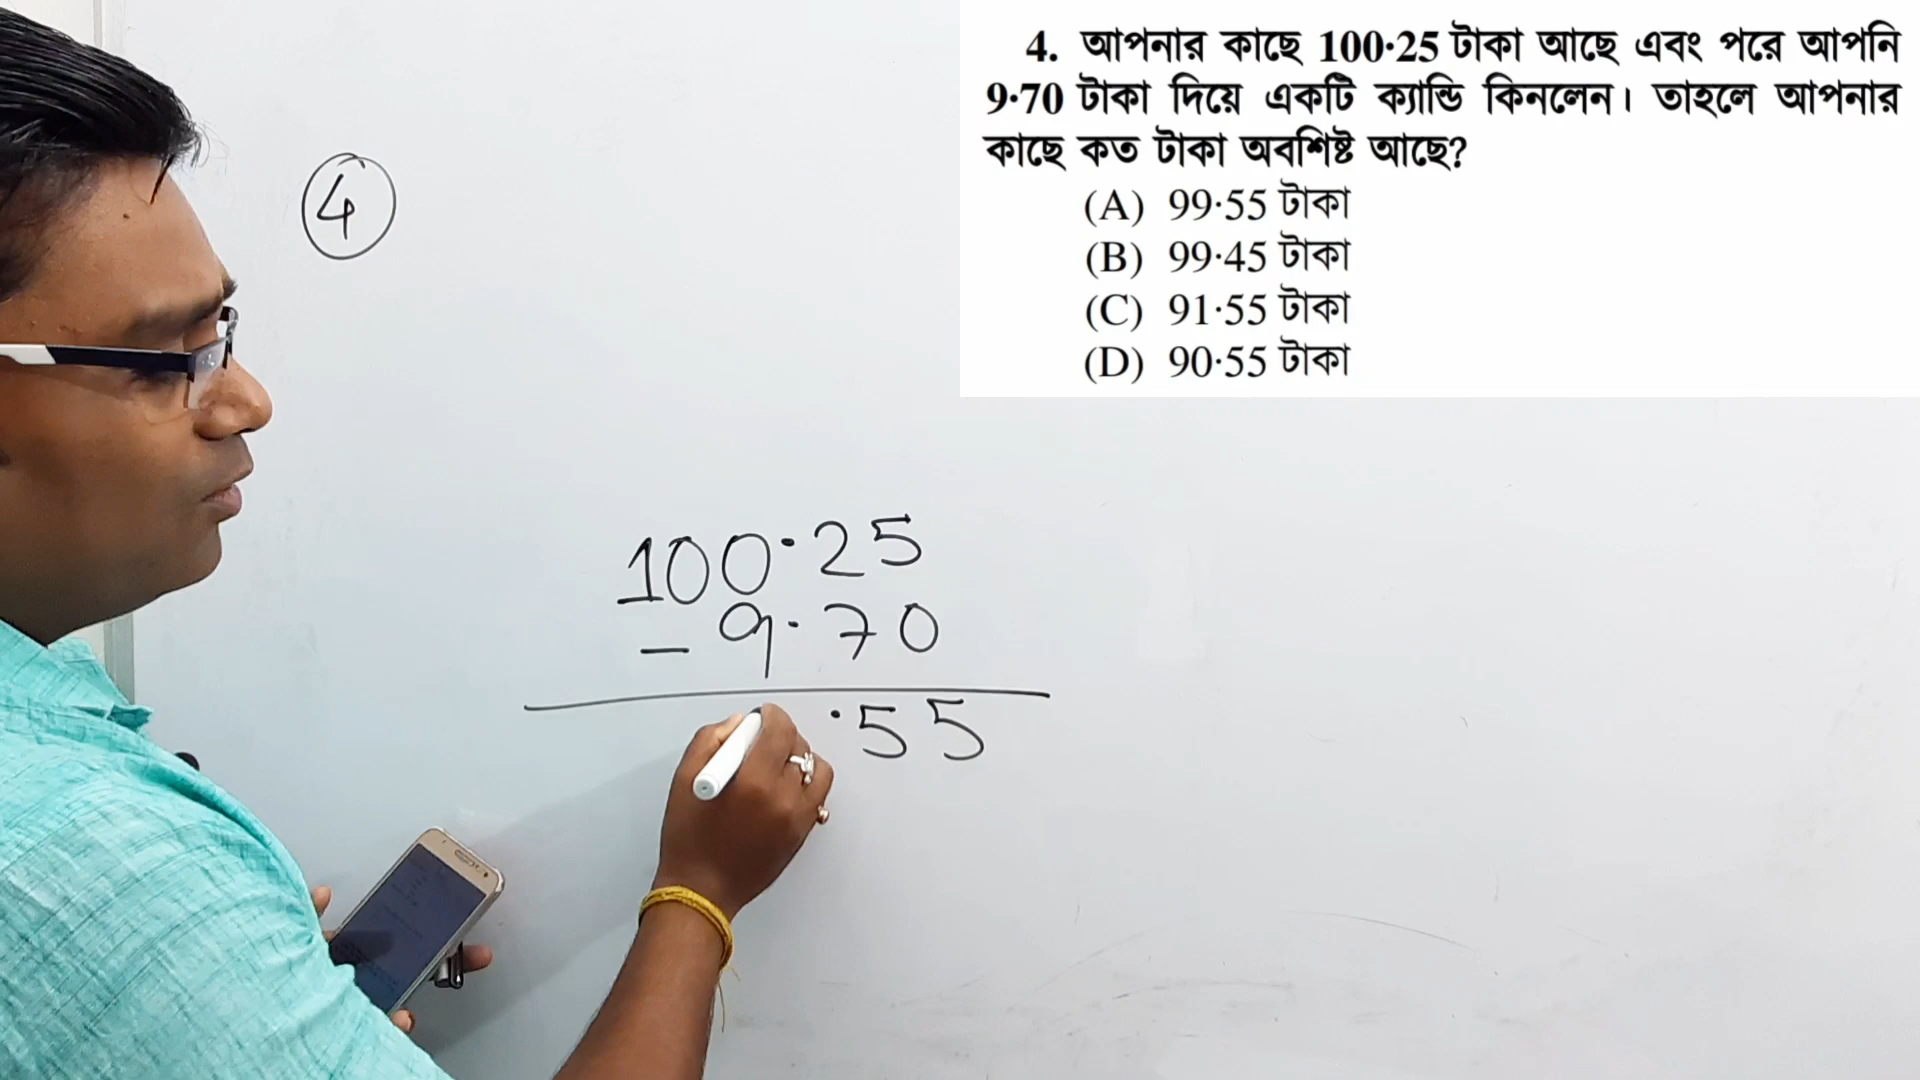 4. আপনার কাছে 100·25 টাকা আছে এবং পরে আপনি
9·70 টাকা দিয়ে একটি ক্যান্ডি কিনলেন। তাহলে আপনার
কাছে কত টাকা অবশিষ্ট আছে?
(A) 99·55 টাকা
(B) 99·45 টাকা
(C) 91·55 টাকা
(D) 90·55 টাকা
4
100·25
- 9·70
·55